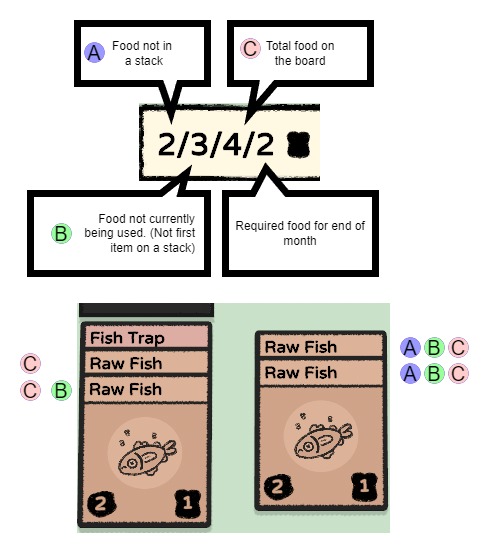 A
Food not in
a stack
C
Total food on
the board
2/3/4/2
B
Food not currently
being used. (Not first
item on a stack)
Required food for end of
month
Fish Trap
C
Raw Fish
C B
Raw Fish
2 1
Raw Fish
A B C
Raw Fish
A B C
2 1